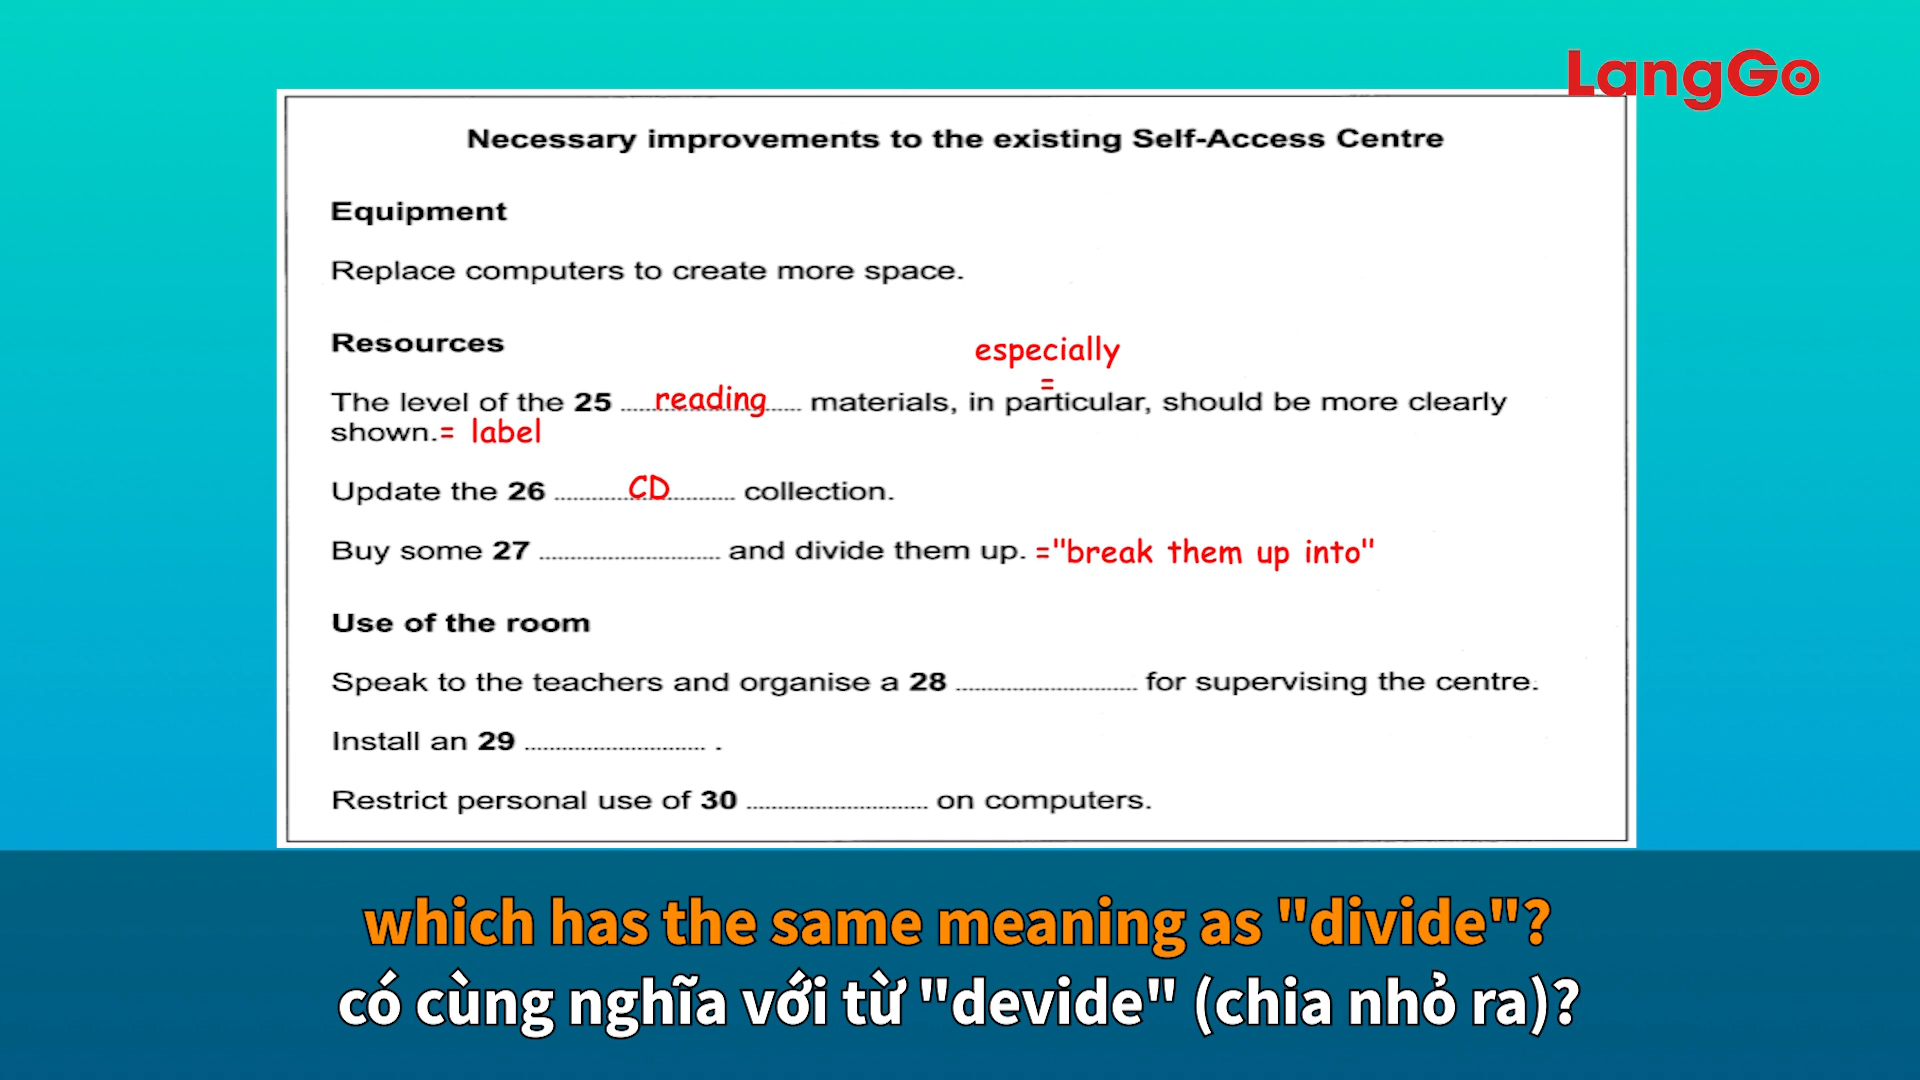 LangGo
Necessary improvements to the existing Self-Access Centre
Equipment
Replace computers to create more space.
Resources
especially
=
The level of the 25 ....reading.... materials, in particular, should be more clearly
shown.= label
Update the 26 ........CD........ collection.
Buy some 27 ........................ and divide them up. ="break them up into"
Use of the room
Speak to the teachers and organise a 28 ........................ for supervising the centre.
Install an 29 ........................ .
Restrict personal use of 30 ........................ on computers.
which has the same meaning as "divide"?
có cùng nghĩa với từ "devide" (chia nhỏ ra)?